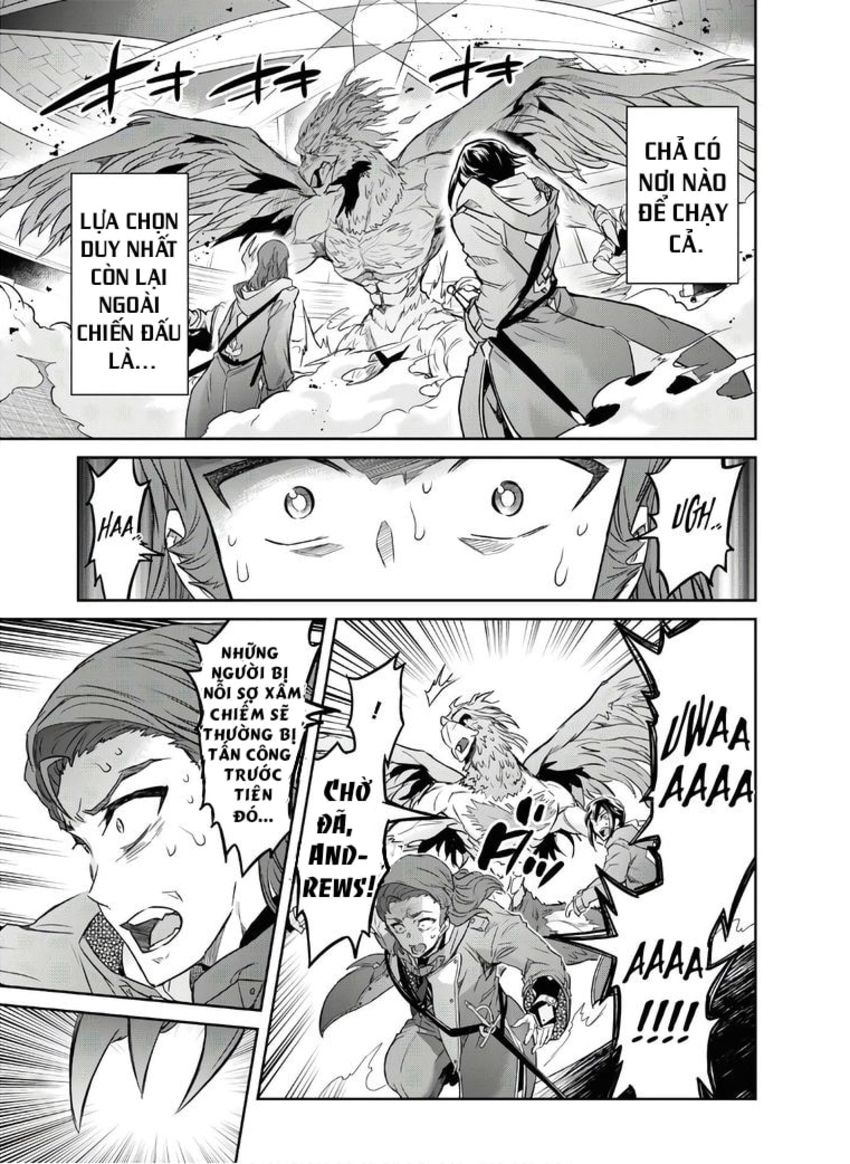 CHẢ CÓ
NƠI NÀO
ĐỂ CHẠY
CẢ.
LỰA CHỌN
DUY NHẤT
CÒN LẠI
NGOÀI
CHIẾN ĐẤU
LÀ...
UGH..
HAA..
UWAA
AAAA
AAAA
!!!!
!
CHỜ
ĐÃ,
AND-
REWS!
NHỮNG
NGƯỜI BỊ
NỖI SỢ XÂM
CHIẾM SẼ
THƯỜNG BỊ
TẤN CÔNG
TRƯỚC
TIÊN
ĐÓ...